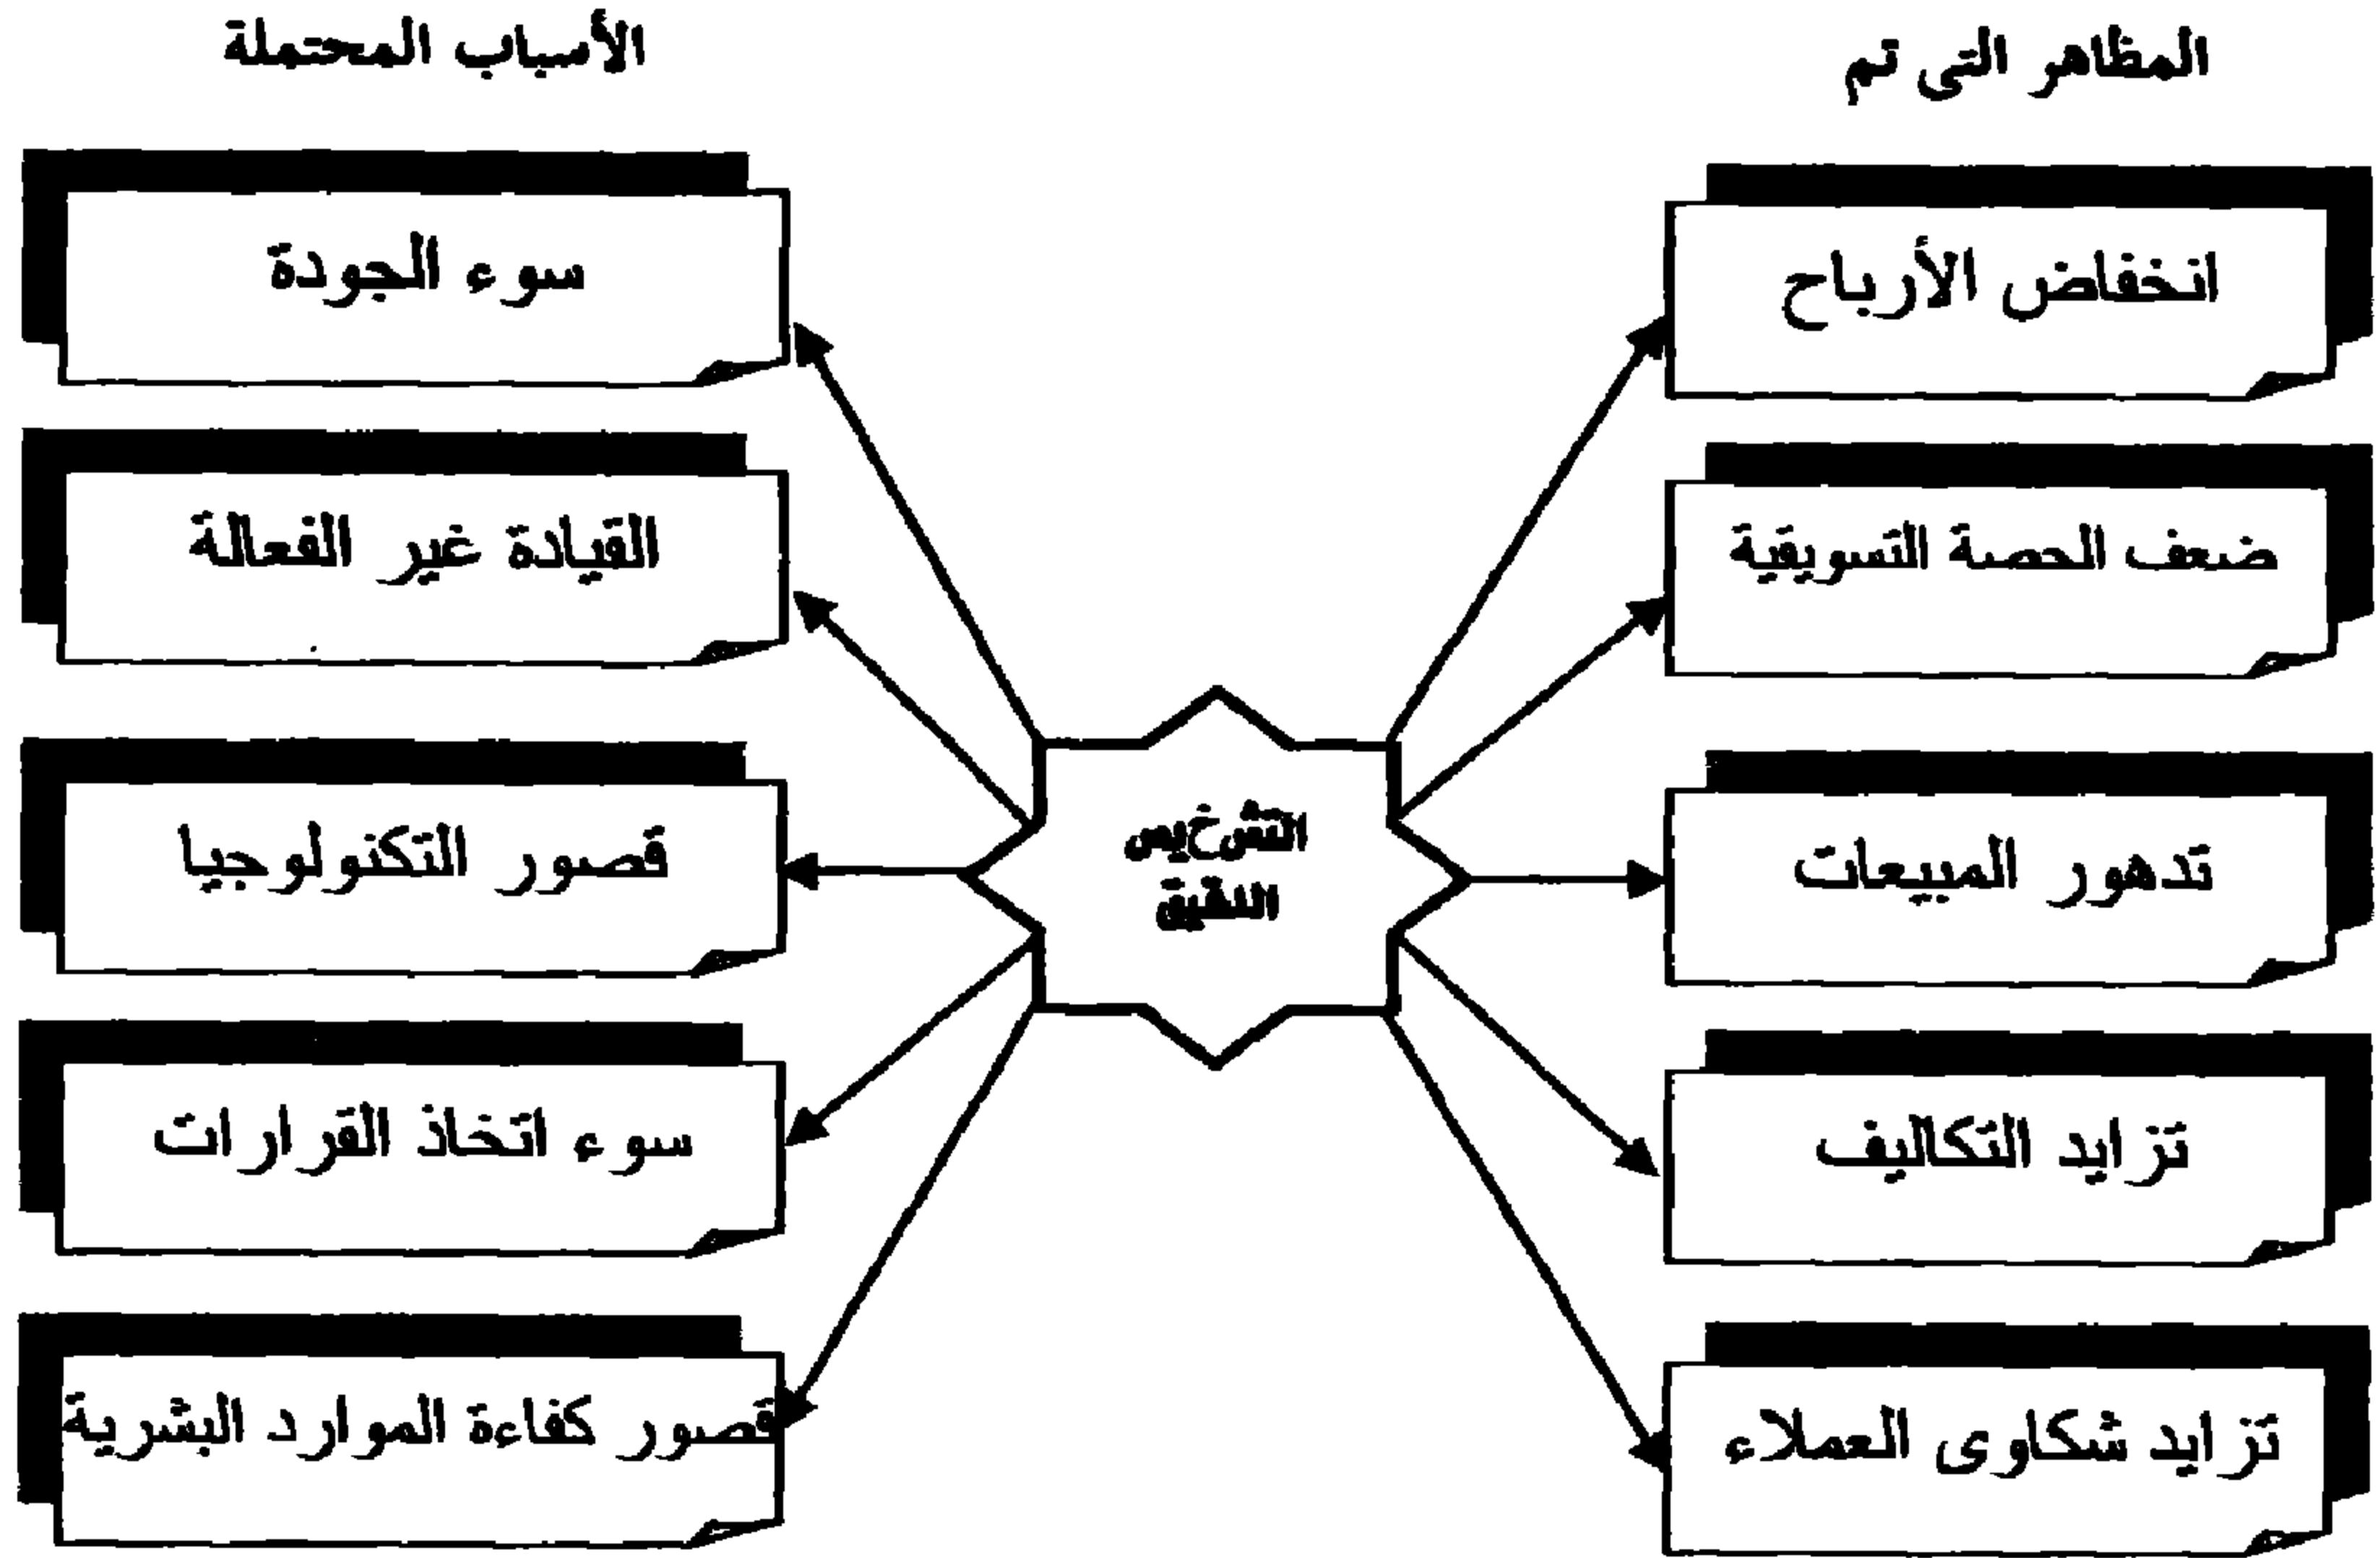 المظاهر التى تم
الأسباب المحتملة
انخفاض الأرباح
سوء الجودة
ضعف الحصة التسويقية
القيادة غير الفعالة
تدهور المبيعات
التشخيص
الدقيق
قصور التكنولوجيا
تزايد التكاليف
سوء اتخاذ القرارات
تزايد شكاوى العملاء
قصور كفاءة الموارد البشرية